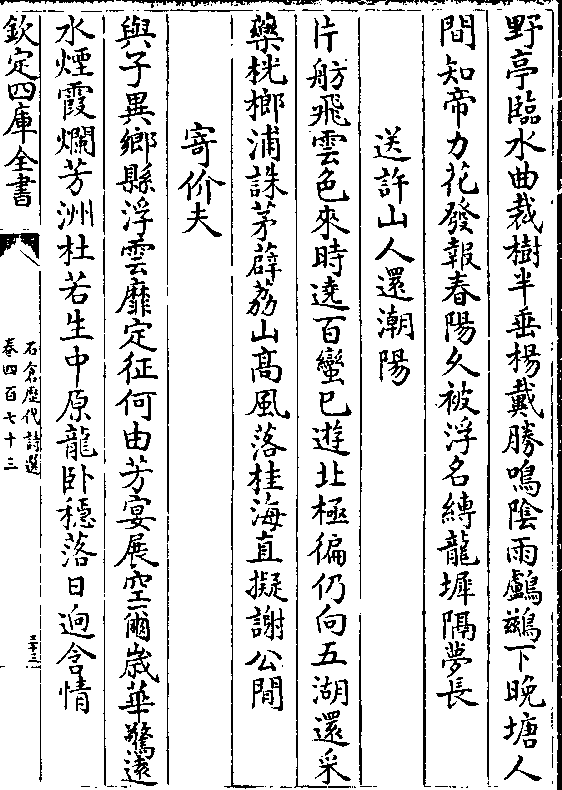 野亭臨水曲裁樹半垂楊戴勝鳴陰雨鸕鷀下晚塘人
間知帝力花發報春陽久被浮名縛龍墀隔夢長
送許山人還潮陽
片舫飛雲色來時遶百蠻已遊北極徧仍向五湖還采
藥桄榔浦誅茅薜荔山高風落桂海直擬謝公閒
寄价夫
與子異鄉縣浮雲靡定征何由芳宴展空爾歲華驚遠
水煙霞爛芳洲杜若生中原龍卧穩落日逈含情
欽定四庫全書
石倉歷代詩選
卷四百七十三
三十三